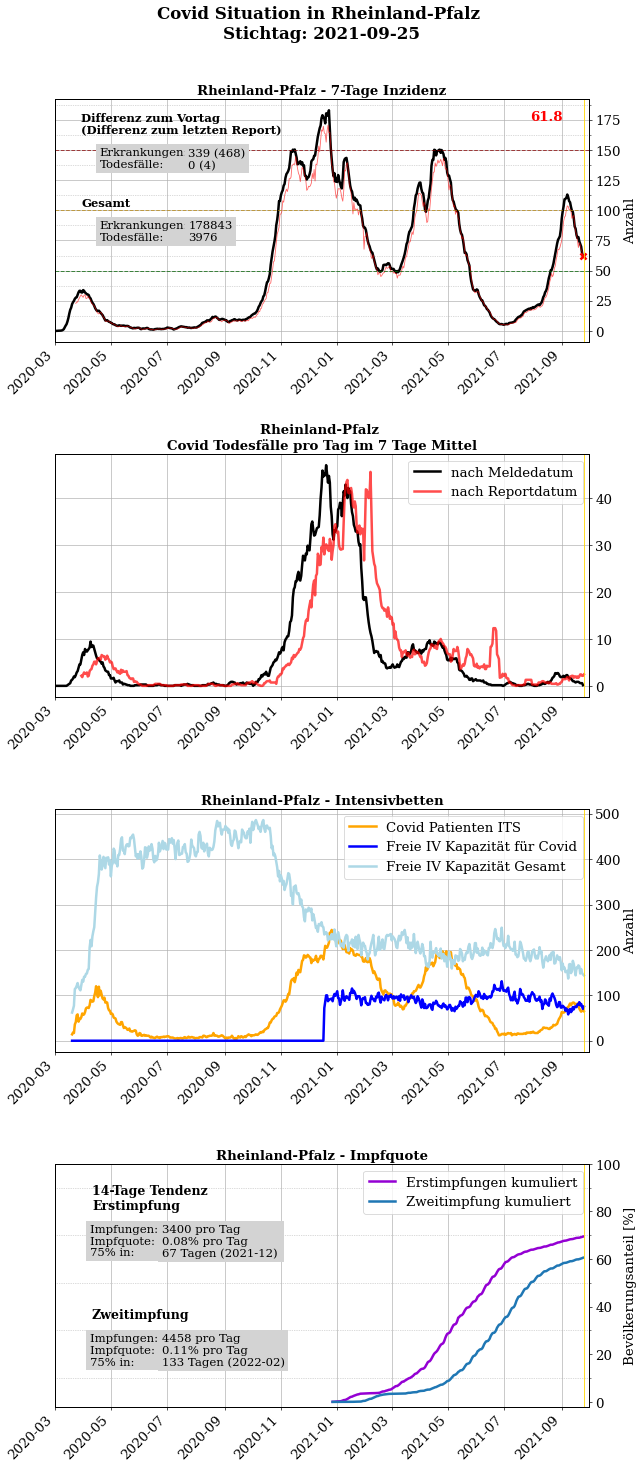 Covid Situation in Rheinland-Pfalz
Stichtag: 2021-09-25
Rheinland-Pfalz - 7-Tage Inzidenz
Differenz zum Vortag
(Differenz zum letzten Report)
Erkrankungen 339 (468)
Todesfälle: 0 (4)
Gesamt
Erkrankungen 178843
Todesfälle: 3976
61.8
175
150
125
100
75
50
25
0
Anzahl
2020-03
2020-05
2020-07
2020-09
2020-11
2021-01
2021-03
2021-05
2021-07
2021-09
Rheinland-Pfalz
Covid Todesfälle pro Tag im 7 Tage Mittel
nach Meldedatum
nach Reportdatum
40
30
20
10
0
2020-03
2020-05
2020-07
2020-09
2020-11
2021-01
2021-03
2021-05
2021-07
2021-09
Rheinland-Pfalz - Intensivbetten
Covid Patienten ITS
Freie IV Kapazität für Covid
Freie IV Kapazität Gesamt
500
400
300
200
100
0
Anzahl
2020-03
2020-05
2020-07
2020-09
2020-11
2021-01
2021-03
2021-05
2021-07
2021-09
Rheinland-Pfalz - Impfquote
14-Tage Tendenz
Erstimpfung
Impfungen: 3400 pro Tag
Impfquote: 0.08% pro Tag
75% in: 67 Tagen (2021-12)
Zweitimpfung
Impfungen: 4458 pro Tag
Impfquote: 0.11% pro Tag
75% in: 133 Tagen (2022-02)
Erstimpfungen kumuliert
Zweitimpfung kumuliert
100
80
60
40
20
0
Bevölkerungsanteil [%]
2020-03
2020-05
2020-07
2020-09
2020-11
2021-01
2021-03
2021-05
2021-07
2021-09